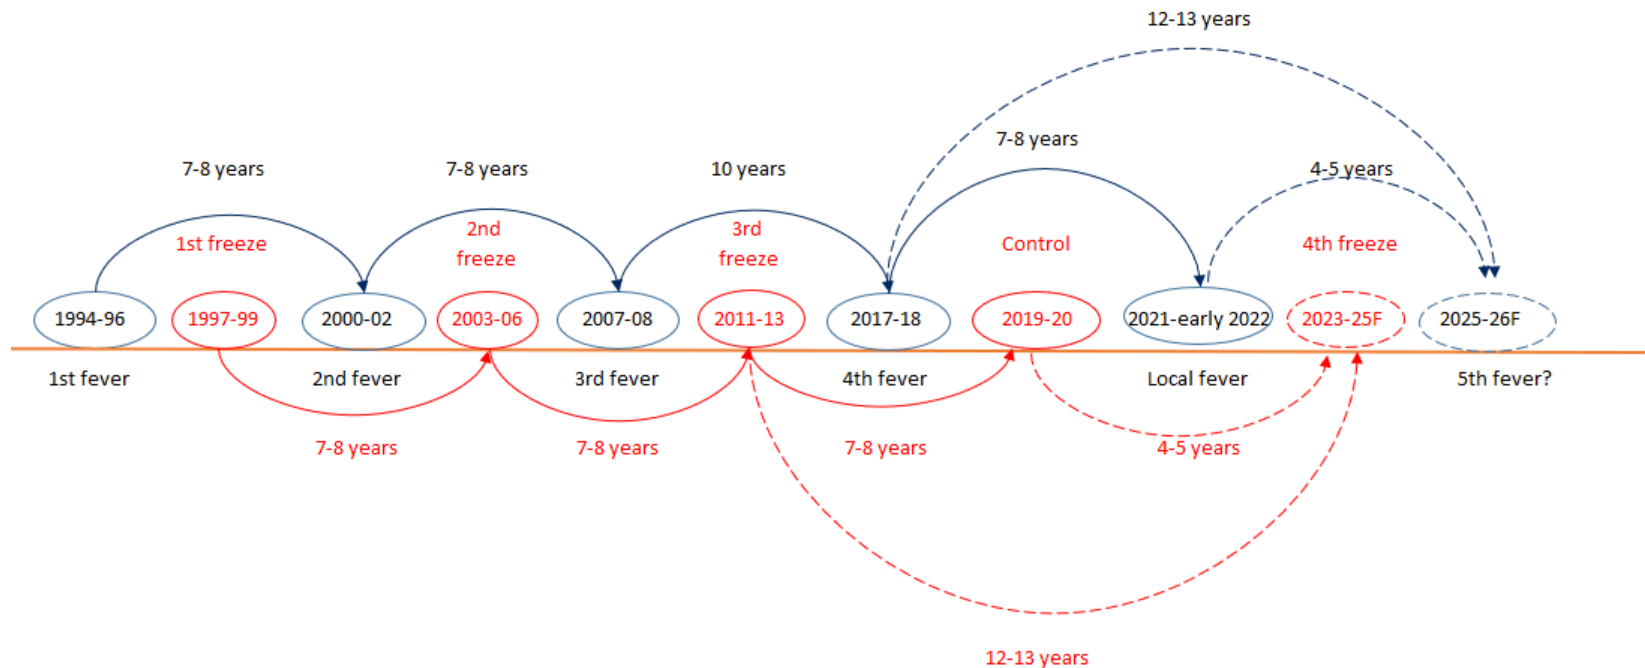 12-13 years
7-8 years
7-8 years
7-8 years
10 years
4-5 years
1st freeze
2nd
freeze
3rd
freeze
Control
4th freeze
1994-96
1997-99
2000-02
2003-06
2007-08
2011-13
2017-18
2019-20
2021-early 2022
2023-25F
2025-26F
1st fever
2nd fever
3rd fever
4th fever
Local fever
5th fever?
7-8 years
7-8 years
7-8 years
4-5 years
12-13 years